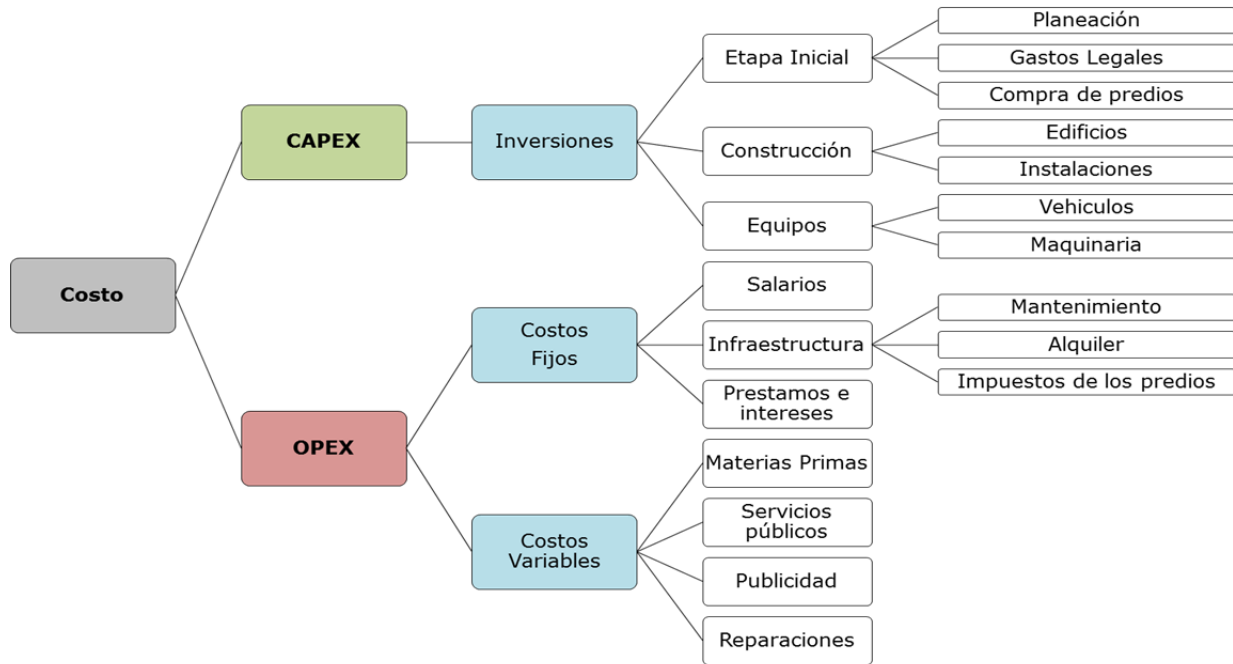 Planeación
Etapa Inicial
Gastos Legales
Compra de predios
CAPEX
Inversiones
Construcción
Edificios
Instalaciones
Equipos
Vehiculos
Maquinaria
Costo
Salarios
Costos
Fijos
Infraestructura
Mantenimiento
Alquiler
Impuestos de los predios
Prestamos e
intereses
OPEX
Materias Primas
Servicios
públicos
Costos
Variables
Publicidad
Reparaciones